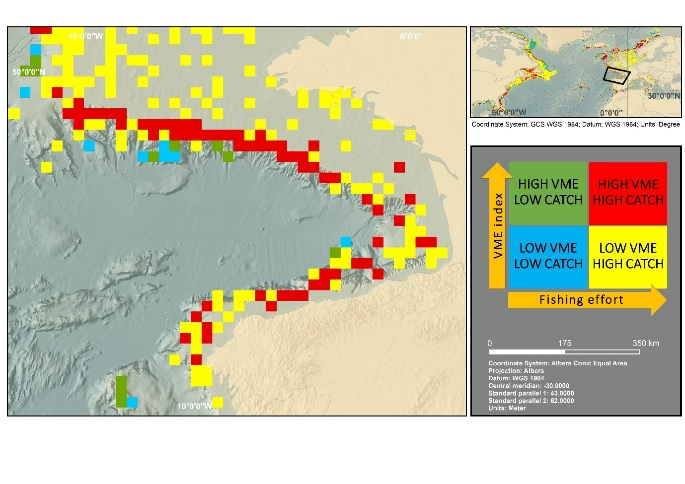 0°0'0"
50°0'0"N
10°0'0"W
30°0'0"N
60°0'0"W
0°0'0"
Coordinate System: GCS WGS 1984; Datum: WGS 1984; Units: Degree
HIGH VME
LOW CATCH
HIGH VME
HIGH CATCH
VME index
LOW VME
LOW CATCH
LOW VME
HIGH CATCH
Fishing effort
0 175 350 km
Coordinate System: Albers Conic Equal Area
Projection: Albers
Datum: WGS 1984
Central meridian: -30.0000
Standard parallel 1: 43.0000
Standard parallel 2: 62.0000
Units: Meter